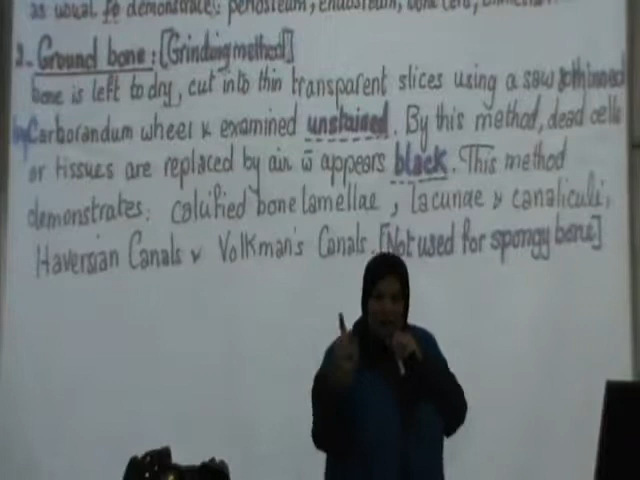 as usual to demonstrate: periosteum, endosteum, bone cells,
2- Ground bone: [Grinding method]
bone is left to dry, cut into thin transparent slices using a saw & thinned
by Carborandum wheel & examined unstained. By this method, dead cells
or tissues are replaced by air w̄ appears black. This method
demonstrates: calcified bone lamellae, lacunae & canaliculi,
Haversian Canals & Volkman's Canals. [Not used for spongy bone]